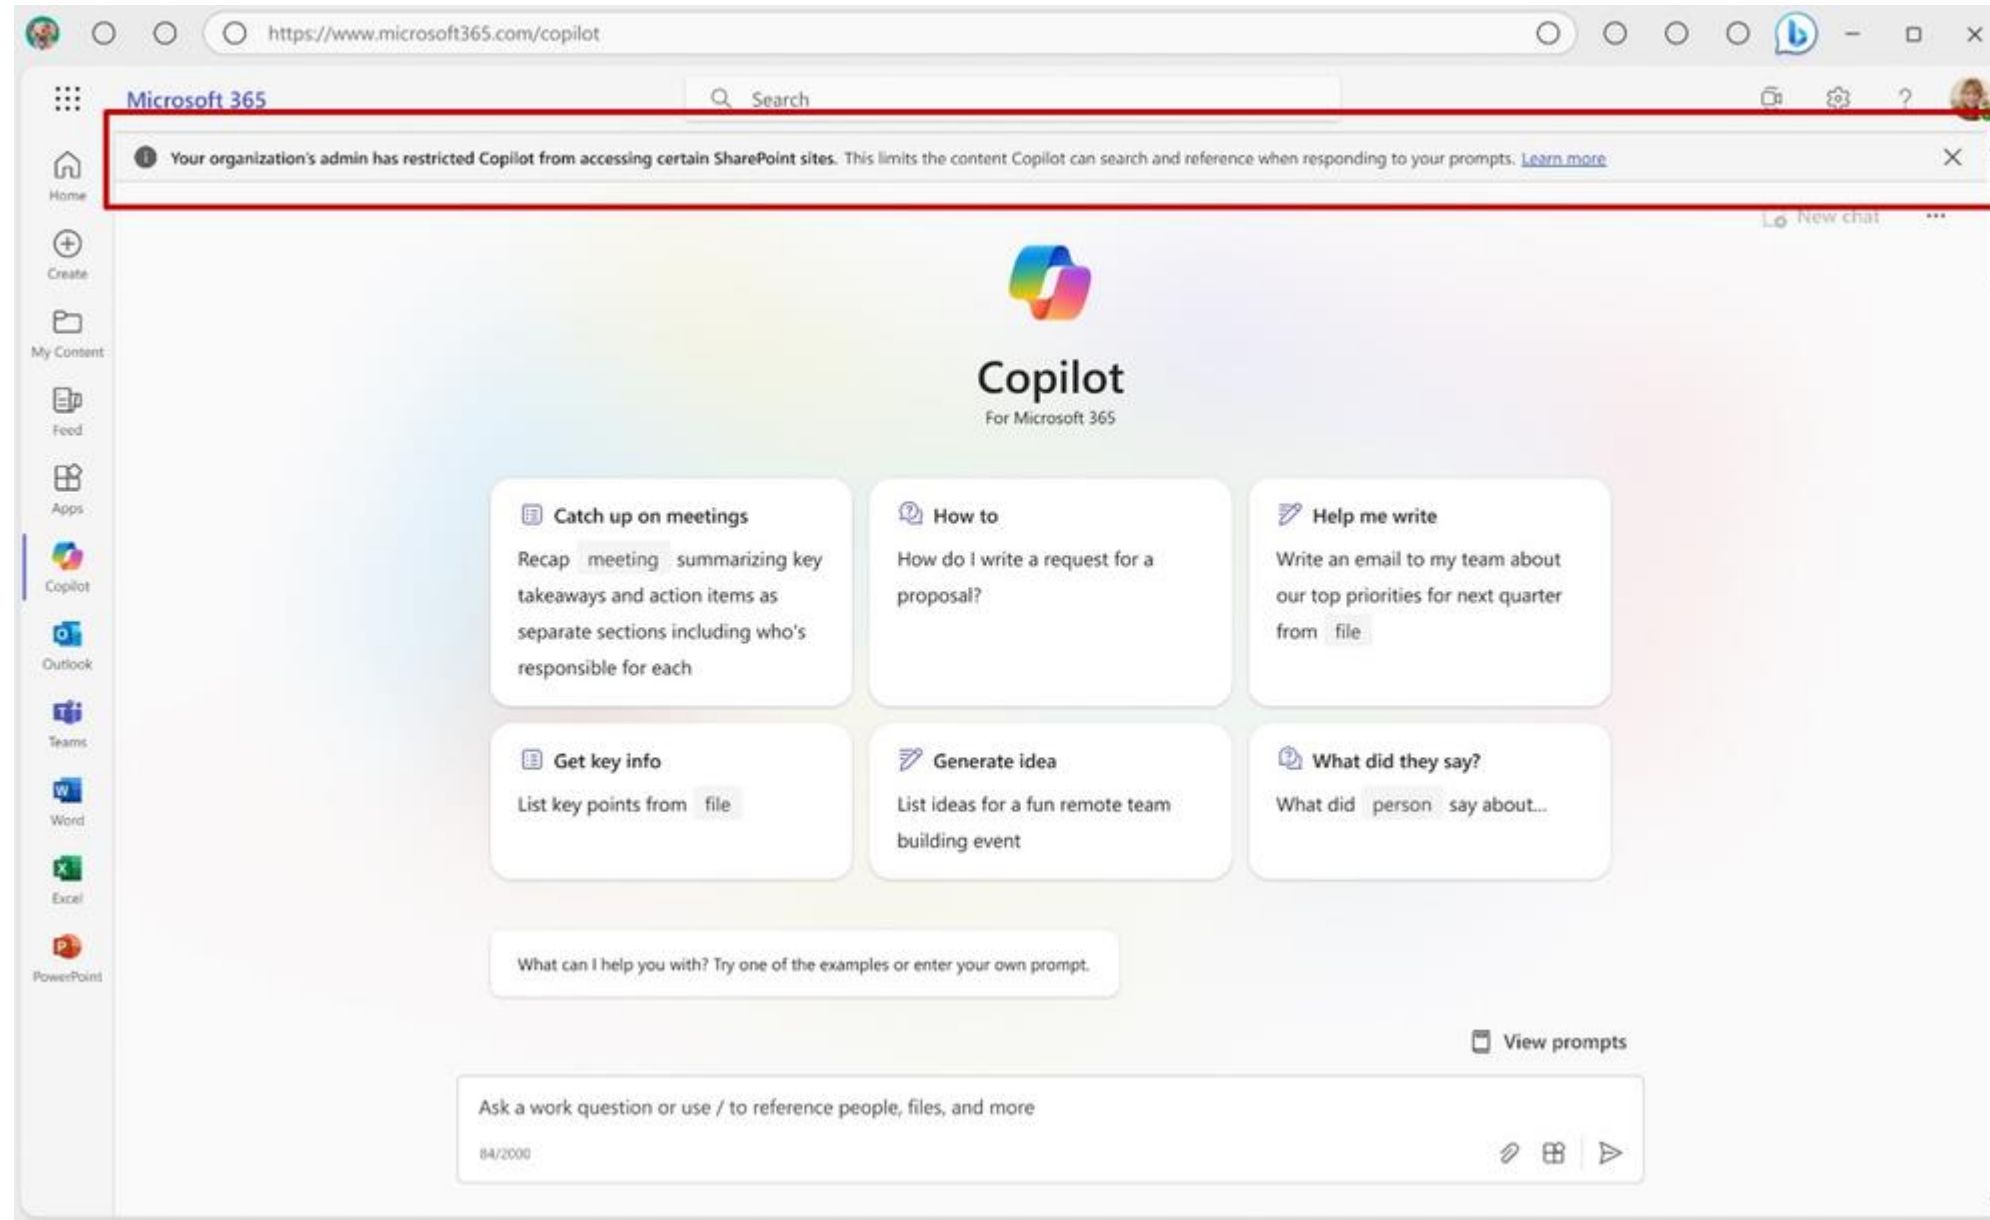 https://www.microsoft365.com/copilot
Microsoft 365
Search
Your organization's admin has restricted Copilot from accessing certain SharePoint sites. This limits the content Copilot can search and reference when responding to your prompts. Learn more
Home
New chat
Create
My Content
Feed
Apps
Copilot
Outlook
Teams
Word
Excel
PowerPoint
Copilot
For Microsoft 365
Catch up on meetings
Recap meeting summarizing key
takeaways and action items as
separate sections including who's
responsible for each
How to
How do I write a request for a
proposal?
Help me write
Write an email to my team about
our top priorities for next quarter
from file
Get key info
List key points from file
Generate idea
List ideas for a fun remote team
building event
What did they say?
What did person say about...
What can I help you with? Try one of the examples or enter your own prompt.
View prompts
Ask a work question or use / to reference people, files, and more
84/2000